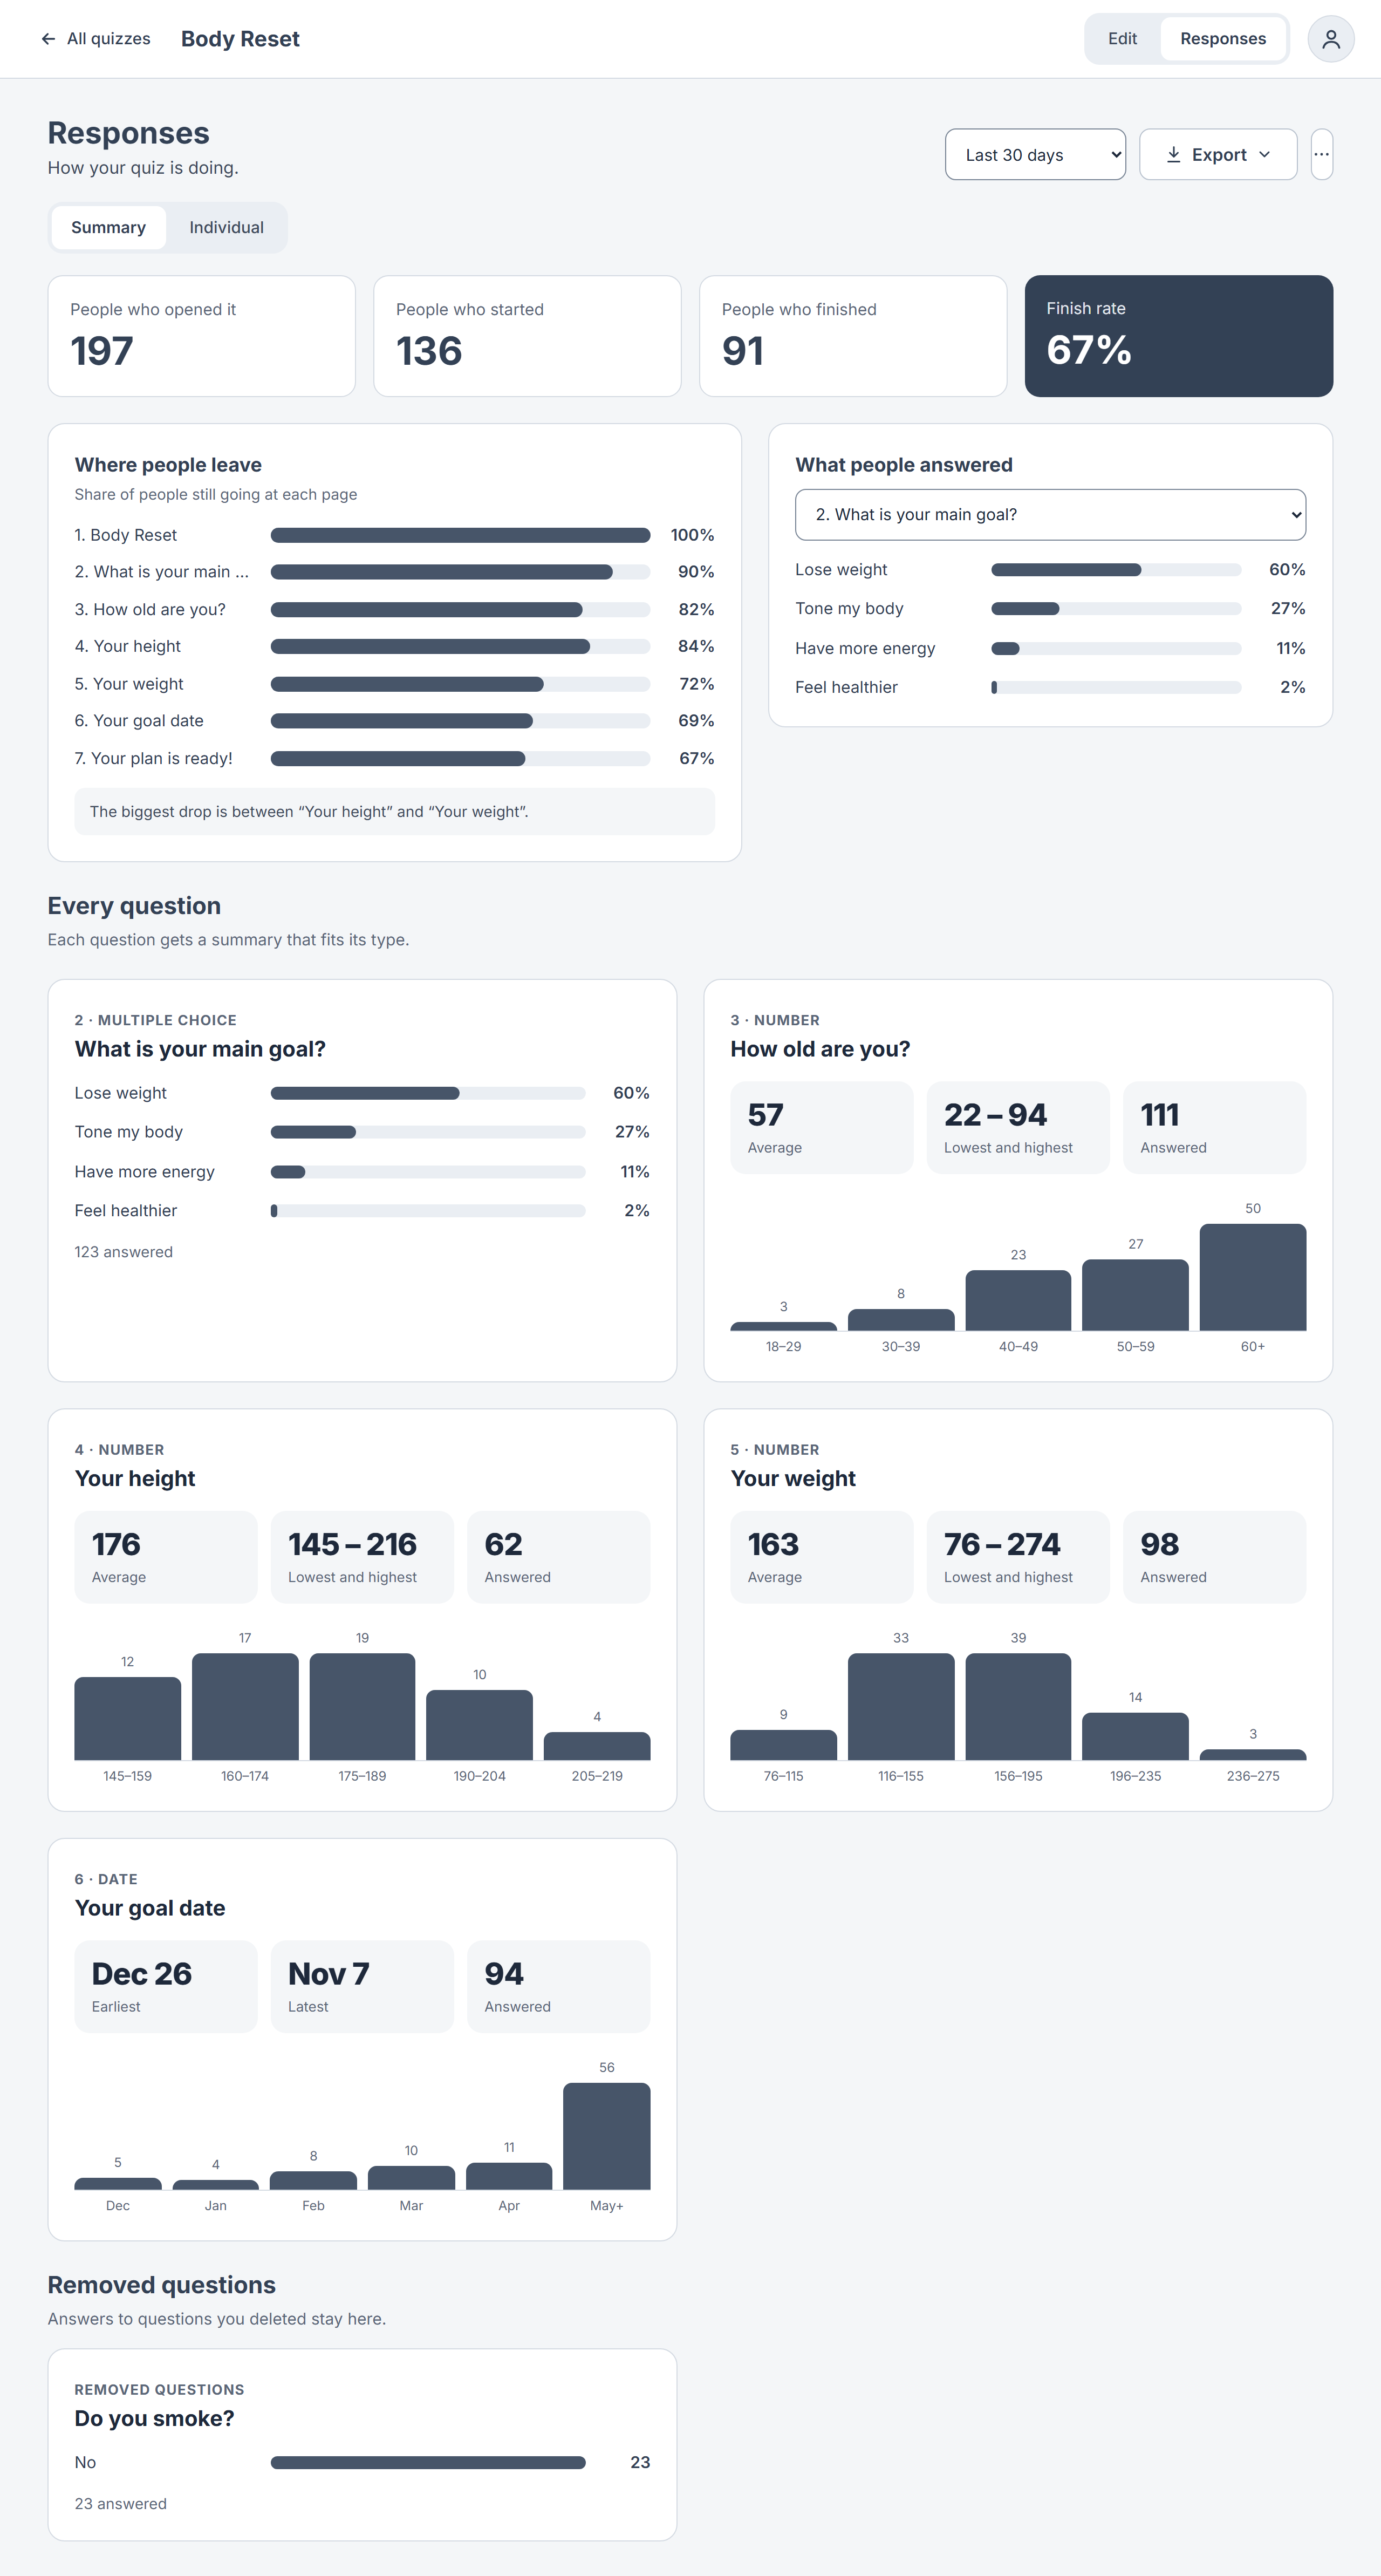 All quizzes
Body Reset
Edit
Responses
Responses
How your quiz is doing.
Last 30 days
Export
...
Summary
Individual
People who opened it
197
People who started
136
People who finished
91
Finish rate
67%
Where people leave
Share of people still going at each page
1. Body Reset 100%
2. What is your main ... 90%
3. How old are you? 82%
4. Your height 84%
5. Your weight 72%
6. Your goal date 69%
7. Your plan is ready! 67%
The biggest drop is between “Your height” and “Your weight”.
What people answered
2. What is your main goal?
Lose weight 60%
Tone my body 27%
Have more energy 11%
Feel healthier 2%
Every question
Each question gets a summary that fits its type.
2 · MULTIPLE CHOICE
What is your main goal?
Lose weight 60%
Tone my body 27%
Have more energy 11%
Feel healthier 2%
123 answered
3 · NUMBER
How old are you?
57
Average
22 – 94
Lowest and highest
111
Answered
3 8 23 27 50
18–29 30–39 40–49 50–59 60+
4 · NUMBER
Your height
176
Average
145 – 216
Lowest and highest
62
Answered
12 17 19 10 4
145–159 160–174 175–189 190–204 205–219
5 · NUMBER
Your weight
163
Average
76 – 274
Lowest and highest
98
Answered
9 33 39 14 3
76–115 116–155 156–195 196–235 236–275
6 · DATE
Your goal date
Dec 26
Earliest
Nov 7
Latest
94
Answered
5 4 8 10 11 56
Dec Jan Feb Mar Apr May+
Removed questions
Answers to questions you deleted stay here.
REMOVED QUESTIONS
Do you smoke?
No 23
23 answered